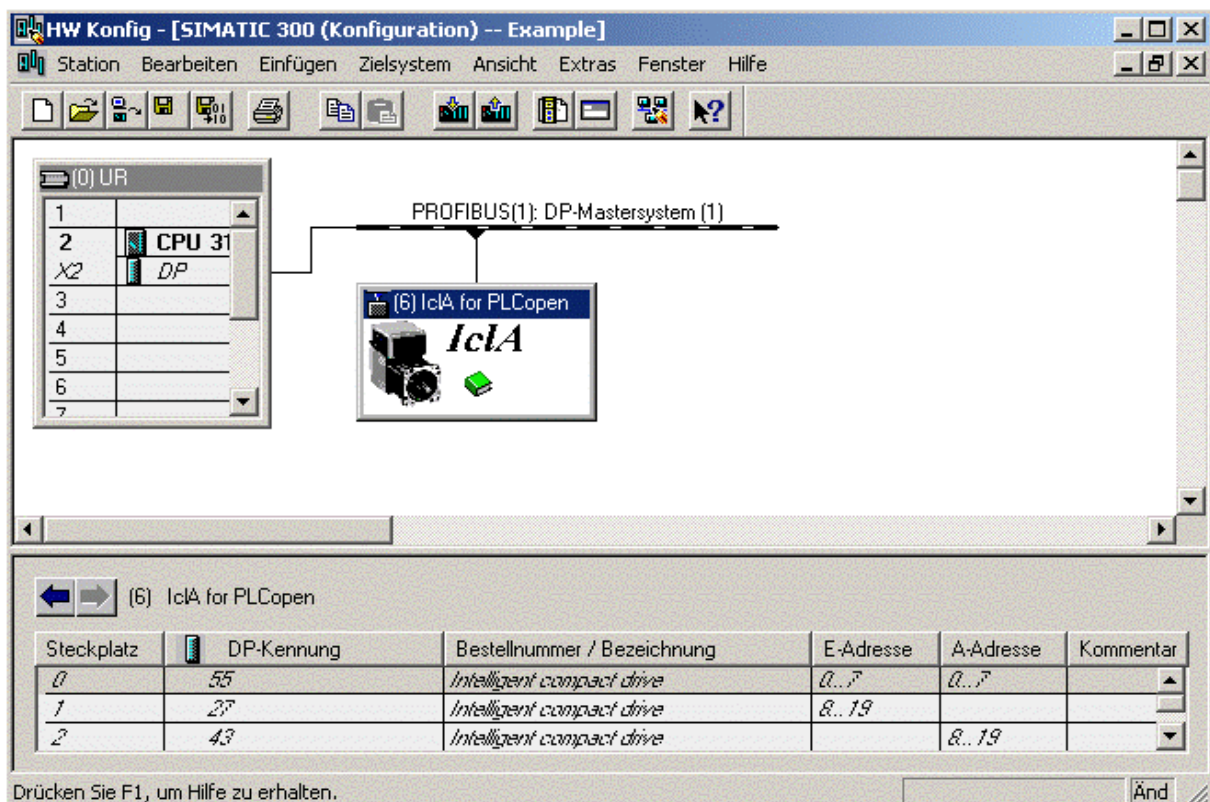 HW Konfig - [SIMATIC 300 (Konfiguration) -- Example]
Station Bearbeiten Einfügen Zielsystem Ansicht Extras Fenster Hilfe
(0) UR
1
2 CPU 31
X2 DP
3
4
5
6
7
PROFIBUS(1): DP-Mastersystem (1)
(6) IclA for PLCopen
IclA
(6) IclA for PLCopen
Steckplatz DP-Kennung Bestellnummer / Bezeichnung E-Adresse A-Adresse Kommentar
0 55 Intelligent compact drive 0...7 0...7
1 27 Intelligent compact drive 8...19
2 43 Intelligent compact drive 8...19
Drücken Sie F1, um Hilfe zu erhalten. Änd